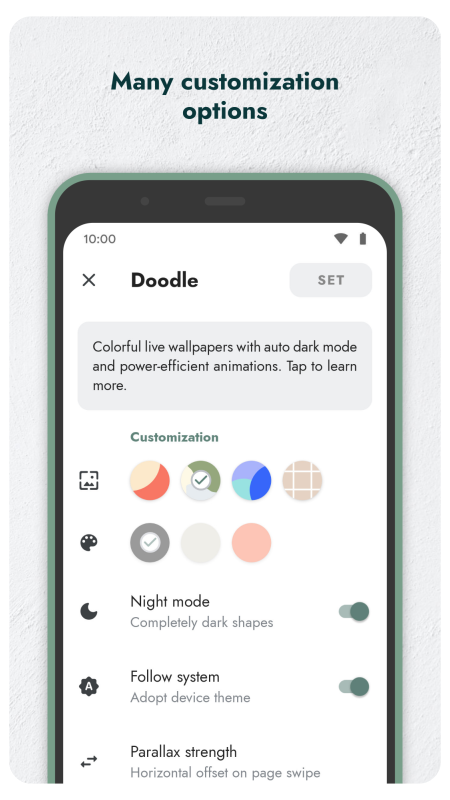 Many customization
options
10:00
Doodle
SET
Colorful live wallpapers with auto dark mode
and power-efficient animations. Tap to learn
more.
Customization
Night mode
Completely dark shapes
A
Follow system
Adopt device theme
Parallax strength
Horizontal offset on page swipe